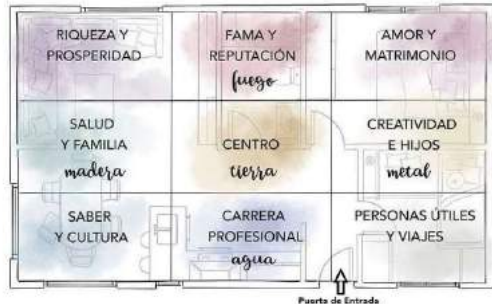 RIQUEZA Y
PROSPERIDAD
FAMA Y
REPUTACIÓN
fuego
AMOR Y
MATRIMONIO
SALUD
Y FAMILIA
madera
CENTRO
tierra
CREATIVIDAD
E HIJOS
metal
SABER
Y CULTURA
CARRERA
PROFESIONAL
agua
PERSONAS ÚTILES
Y VIAJES
Puerta de Entrada